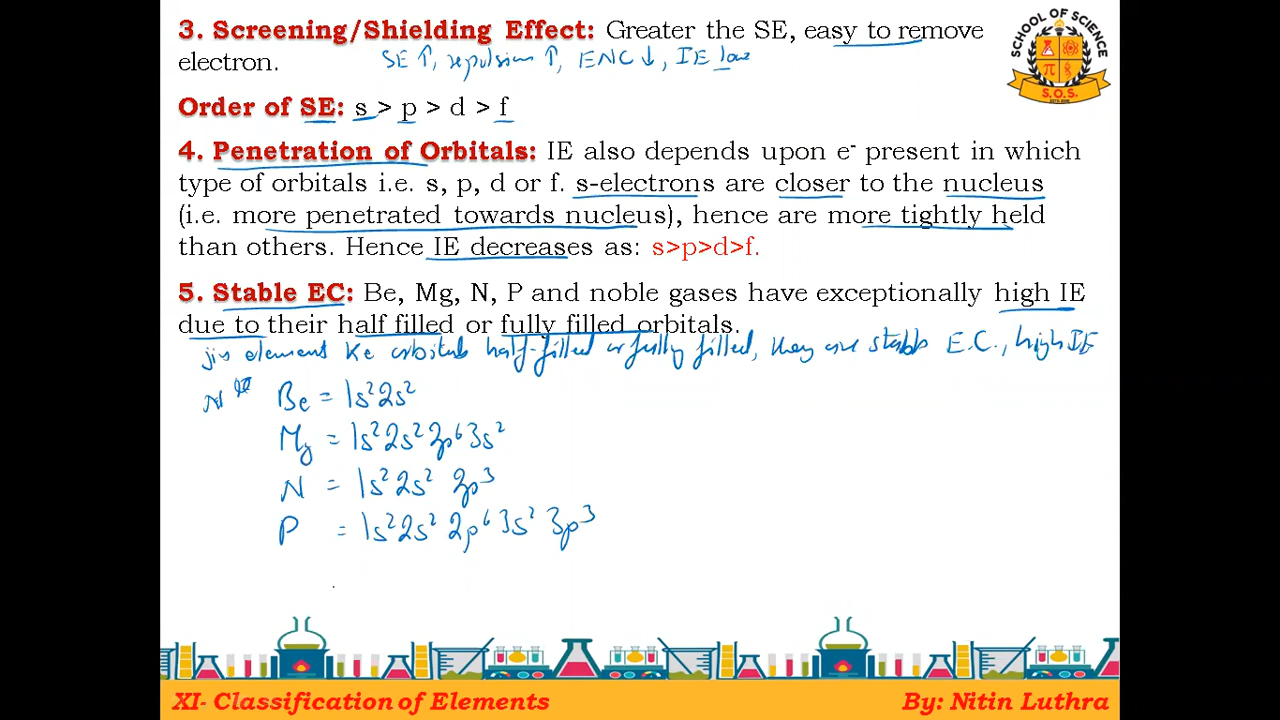 3. Screening/Shielding Effect: Greater the SE, easy to remove
electron.
SE↑, repulsion↑, ENC↓, IE low
Order of SE: s > p > d > f
4. Penetration of Orbitals: IE also depends upon e⁻ present in which
type of orbitals i.e. s, p, d or f. s-electrons are closer to the nucleus
(i.e. more penetrated towards nucleus), hence are more tightly held
than others. Hence IE decreases as: s>p>d>f.
5. Stable EC: Be, Mg, N, P and noble gases have exceptionally high IE
due to their half filled or fully filled orbitals.
jis element ke orbitals half-filled or fully filled, they are stable E.C., high IE
Be = 1s² 2s²
Mg = 1s² 2s² 2p⁶ 3s²
N = 1s² 2s² 2p³
P = 1s² 2s² 2p⁶ 3s² 3p³
SCHOOL OF SCIENCE
S.O.S.
XI- Classification of Elements
By: Nitin Luthra